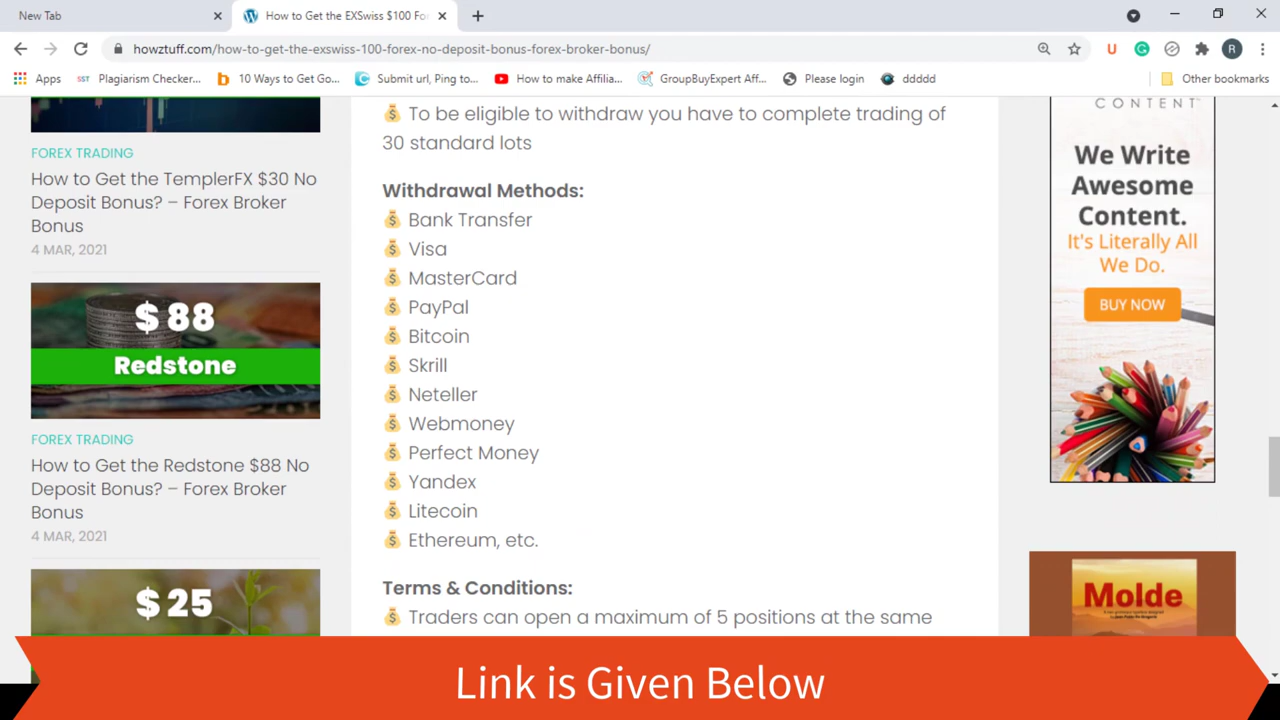 New Tab
How to Get the EXSwiss $100 For
howztuff.com/how-to-get-the-exswiss-100-forex-no-deposit-bonus-forex-broker-bonus/
R
Apps
SST Plagiarism Checker...
10 Ways to Get Go...
Submit url, Ping to...
How to make Affilia...
GroupBuyExpert Aff...
Please login
ddddd
Other bookmarks
FOREX TRADING
How to Get the TemplerFX $30 No
Deposit Bonus? – Forex Broker
Bonus
4 MAR, 2021
$ 88
Redstone
FOREX TRADING
How to Get the Redstone $88 No
Deposit Bonus? – Forex Broker
Bonus
4 MAR, 2021
$ 25
💰 To be eligible to withdraw you have to complete trading of
30 standard lots
Withdrawal Methods:
💰 Bank Transfer
💰 Visa
💰 MasterCard
💰 PayPal
💰 Bitcoin
💰 Skrill
💰 Neteller
💰 Webmoney
💰 Perfect Money
💰 Yandex
💰 Litecoin
💰 Ethereum, etc.
Terms & Conditions:
💰 Traders can open a maximum of 5 positions at the same
CONTENT
We Write
Awesome
Content.
It's Literally All
We Do.
BUY NOW
Molde
Link is Given Below